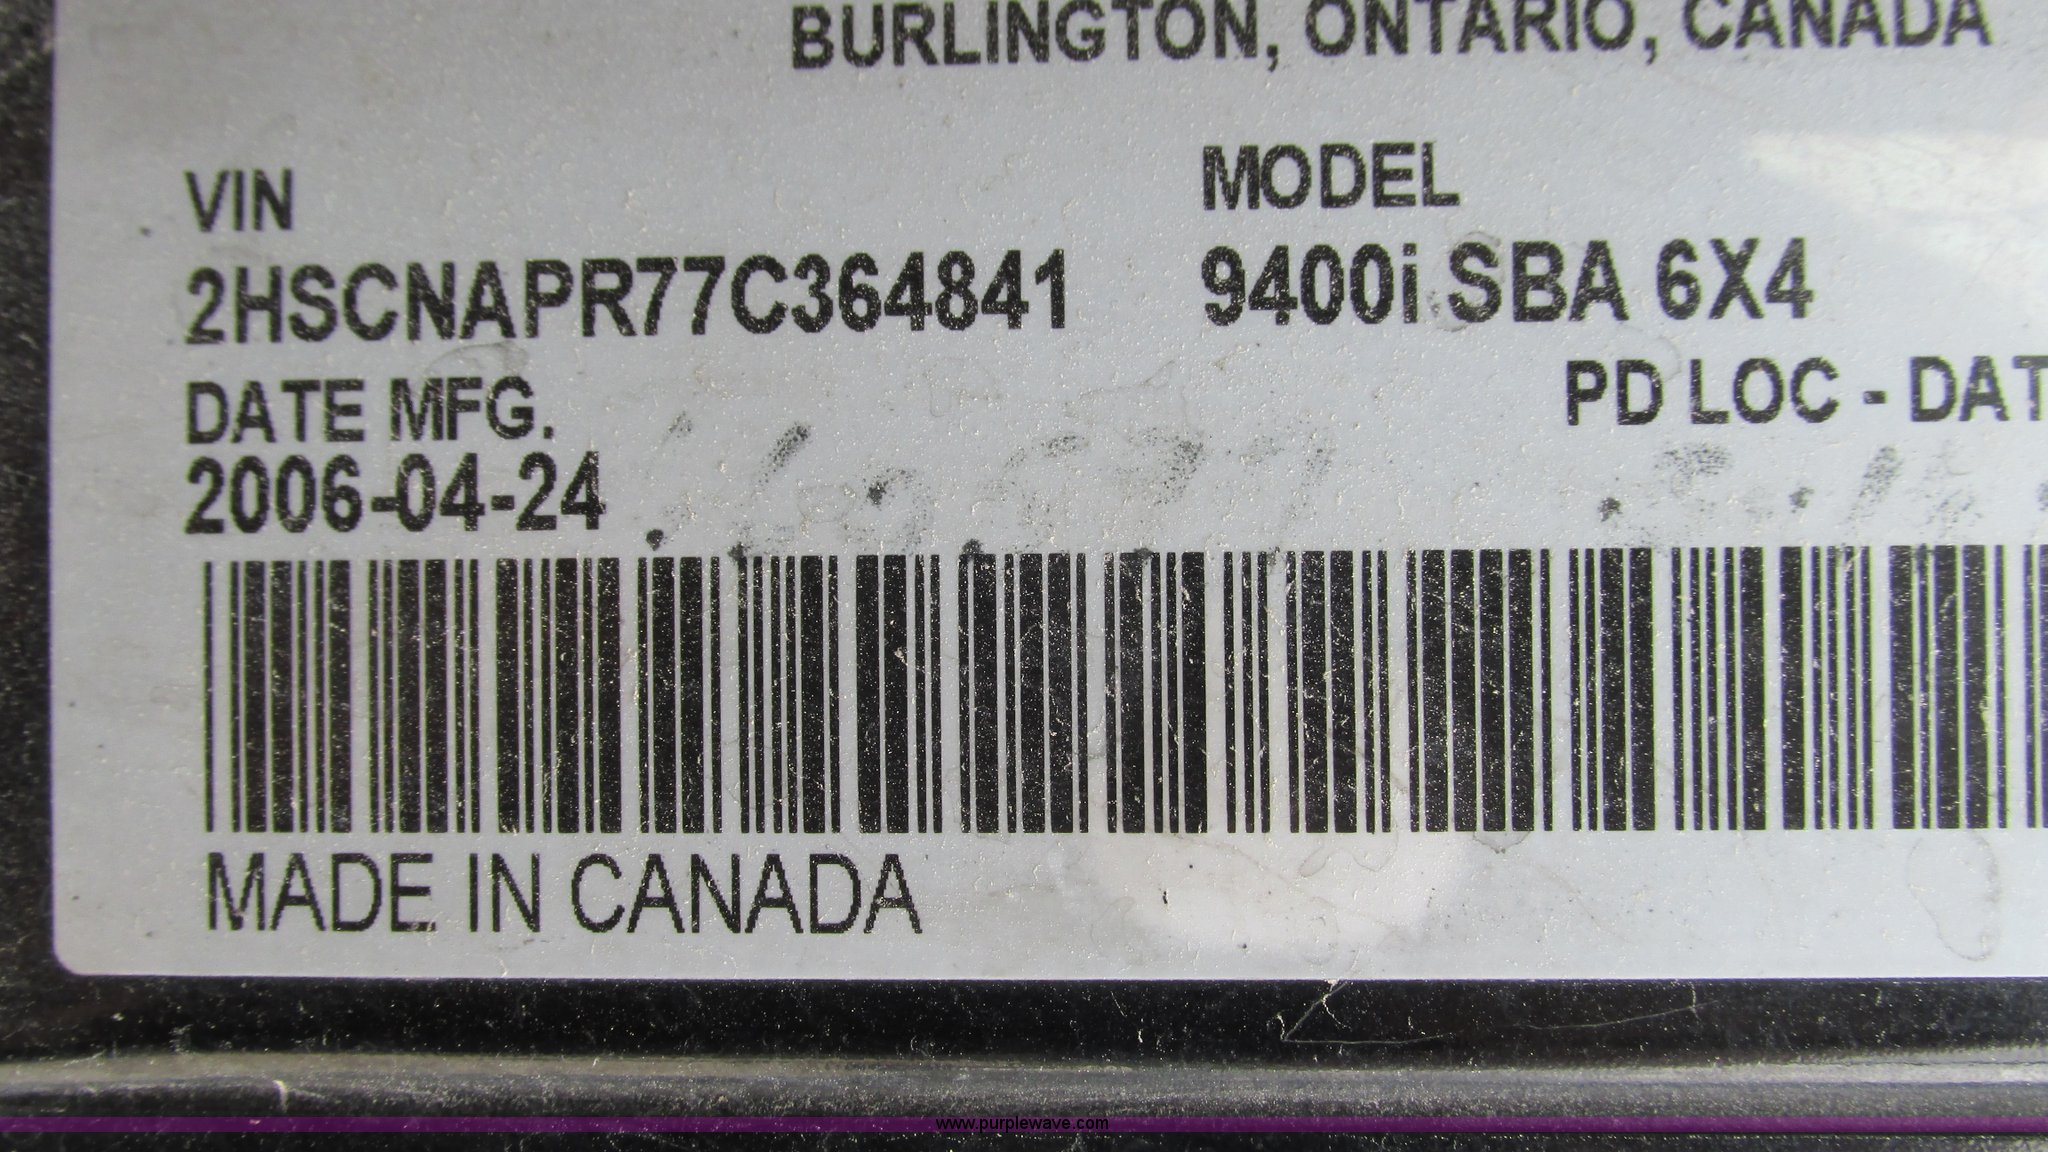 BURLINGTON, ONTARIO, CANADA
VIN
MODEL
2HSCNAPR77C364841
9400i SBA 6X4
DATE MFG.
PD LOC - DAT
2006-04-24
MADE IN CANADA
www.purplewave.com